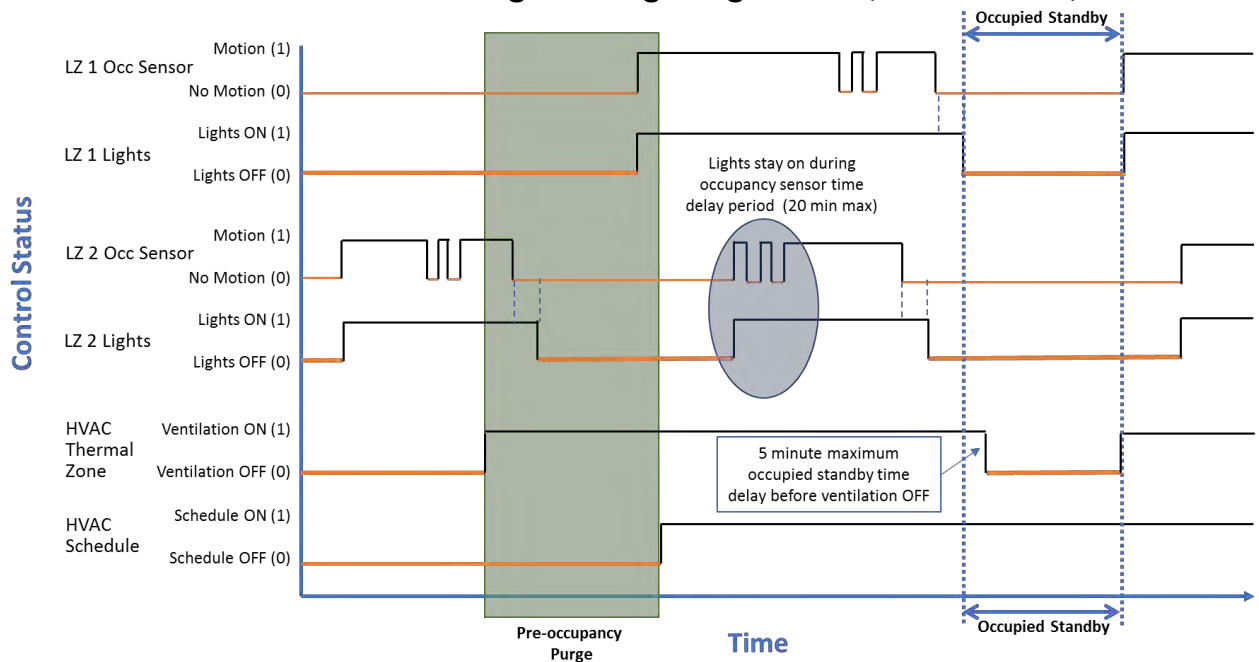 Occupied Standby
Motion (1)
LZ 1 Occ Sensor
No Motion (0)
Lights ON (1)
LZ 1 Lights
Lights OFF (0)
Lights stay on during
occupancy sensor time
delay period (20 min max)
Control Status
Motion (1)
LZ 2 Occ Sensor
No Motion (0)
Lights ON (1)
LZ 2 Lights
Lights OFF (0)
HVAC
Thermal
Zone
Ventilation ON (1)
Ventilation OFF (0)
5 minute maximum
occupied standby time
delay before ventilation OFF
HVAC
Schedule
Schedule ON (1)
Schedule OFF (0)
Pre-occupancy
Purge
Time
Occupied Standby